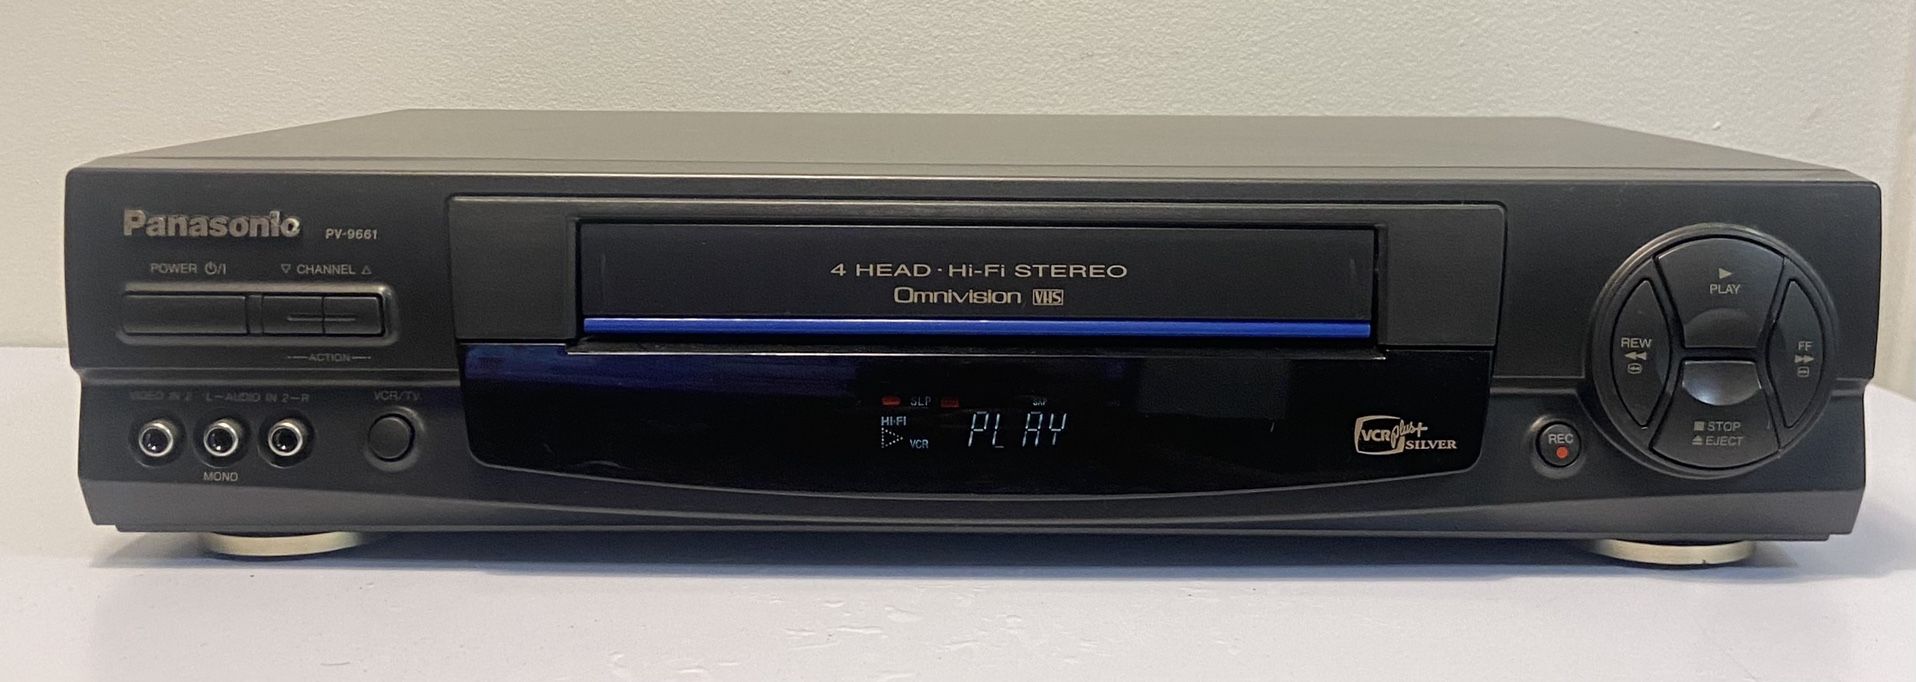 Panasonic PV-9661
POWER ⏻/I ▽ CHANNEL △
ACTION
VIDEO IN 2 L-AUDIO IN 2-R VCR/TV
MONO
4 HEAD · Hi-Fi STEREO
Omnivision VHS
SLP
HI-FI
VCR PLAY
VCR Plus+
SILVER
REC
PLAY
REW
FF
STOP
EJECT